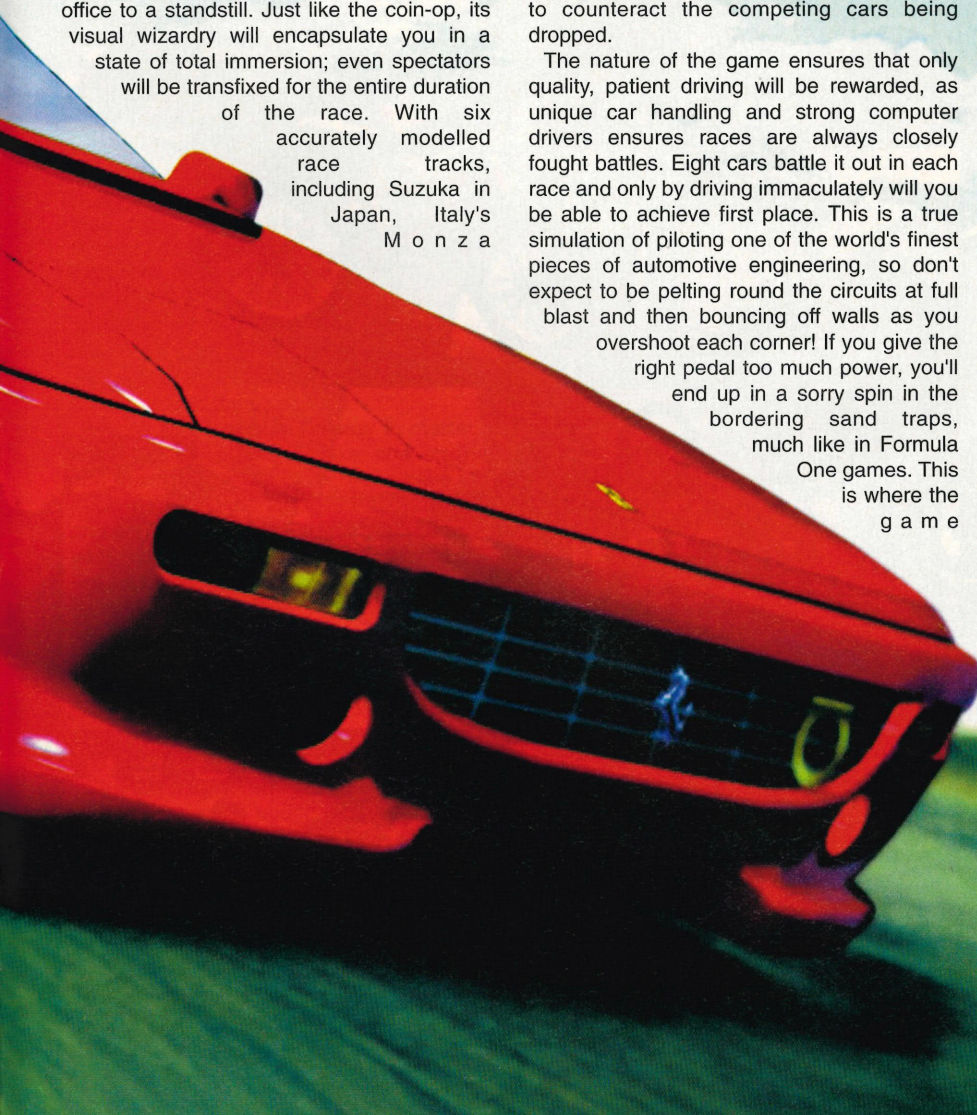 office to a standstill. Just like the coin-op, its
visual wizardry will encapsulate you in a
state of total immersion; even spectators
will be transfixed for the entire duration
of the race. With six
accurately modelled
race tracks,
including Suzuka in
Japan, Italy's
Monza
to counteract the competing cars being
dropped.
The nature of the game ensures that only
quality, patient driving will be rewarded, as
unique car handling and strong computer
drivers ensures races are always closely
fought battles. Eight cars battle it out in each
race and only by driving immaculately will you
be able to achieve first place. This is a true
simulation of piloting one of the world's finest
pieces of automotive engineering, so don't
expect to be pelting round the circuits at full
blast and then bouncing off walls as you
overshoot each corner! If you give the
right pedal too much power, you'll
end up in a sorry spin in the
bordering sand traps,
much like in Formula
One games. This
is where the
game